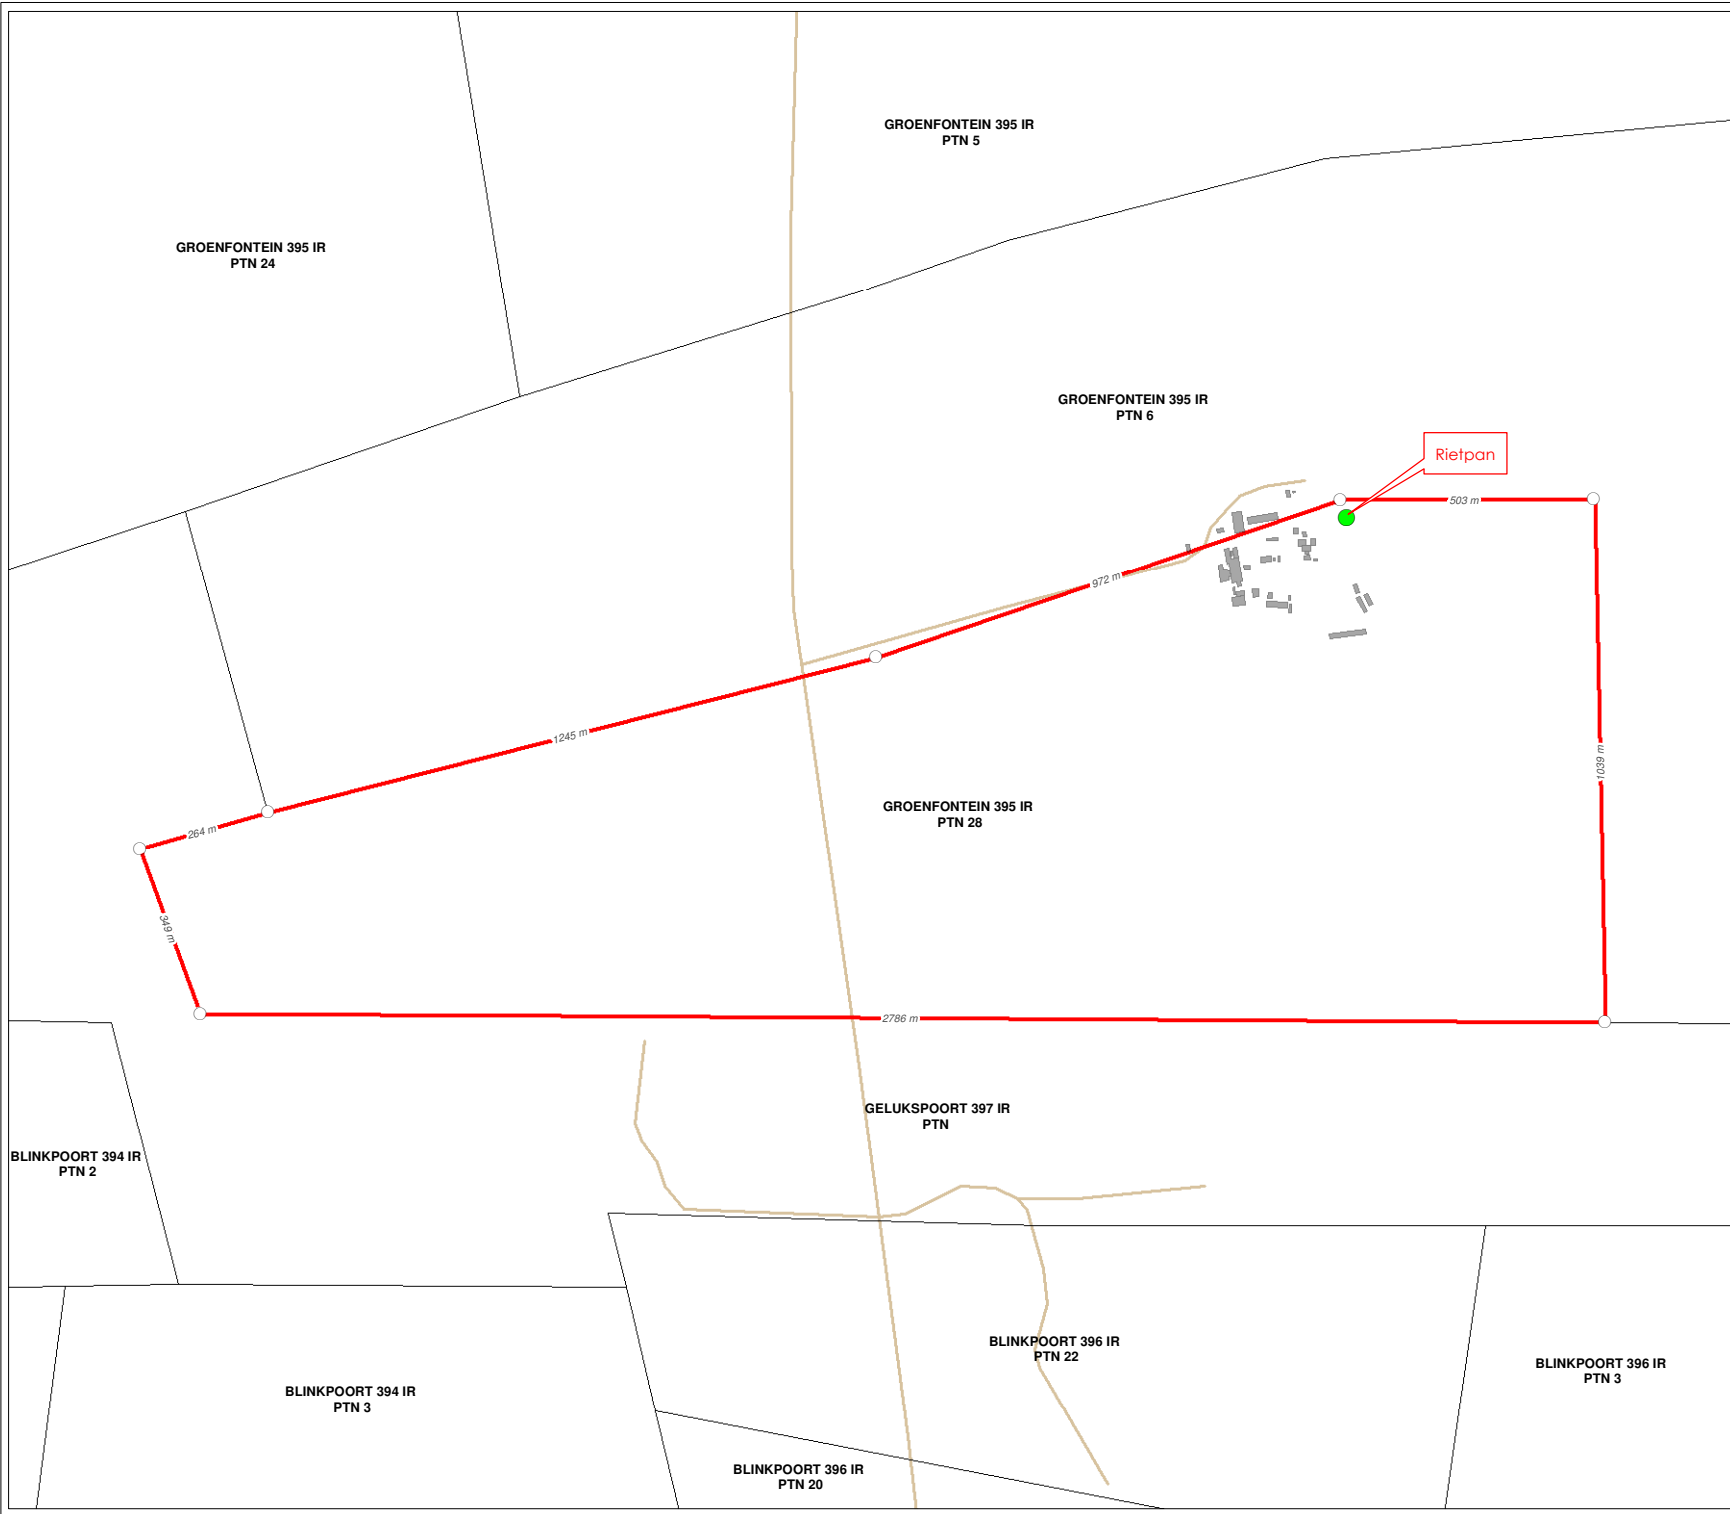 GROENFONTEIN 395 IR
PTN 5
GROENFONTEIN 395 IR
PTN 24
GROENFONTEIN 395 IR
PTN 6
Rietpan
503 m
972 m
1245 m
1039 m
GROENFONTEIN 395 IR
PTN 28
264 m
349 m
2786 m
GELUKSPOORT 397 IR
PTN
BLINKPOORT 394 IR
PTN 2
BLINKPOORT 396 IR
PTN 22
BLINKPOORT 396 IR
PTN 3
BLINKPOORT 394 IR
PTN 3
BLINKPOORT 396 IR
PTN 20